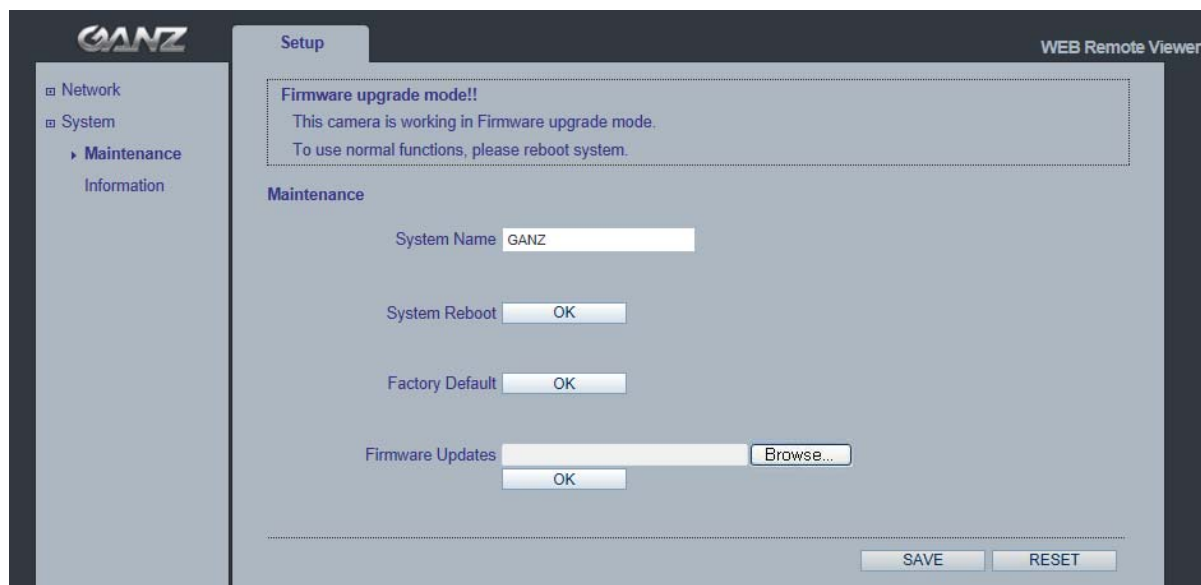 GANZ
Setup
WEB Remote Viewer
Network
System
Maintenance
Information
Firmware upgrade mode!!
This camera is working in Firmware upgrade mode.
To use normal functions, please reboot system.
Maintenance
System Name GANZ
System Reboot OK
Factory Default OK
Firmware Updates Browse...
OK
SAVE RESET